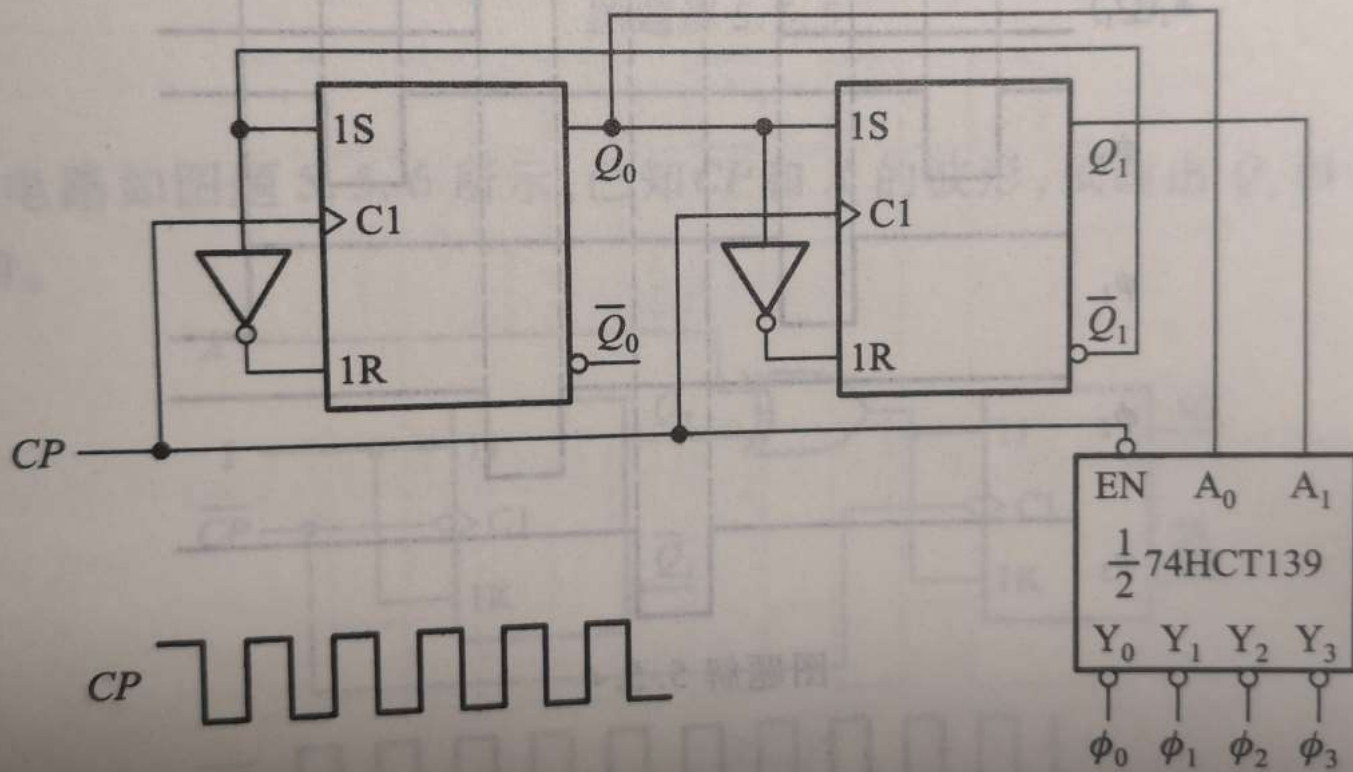 1S
Q₀
C1
1R
Q̅₀
1S
Q₁
C1
1R
Q̅₁
CP
EN A₀ A₁
1/2 74HCT139
Y₀ Y₁ Y₂ Y₃
ϕ₀ ϕ₁ ϕ₂ ϕ₃
CP